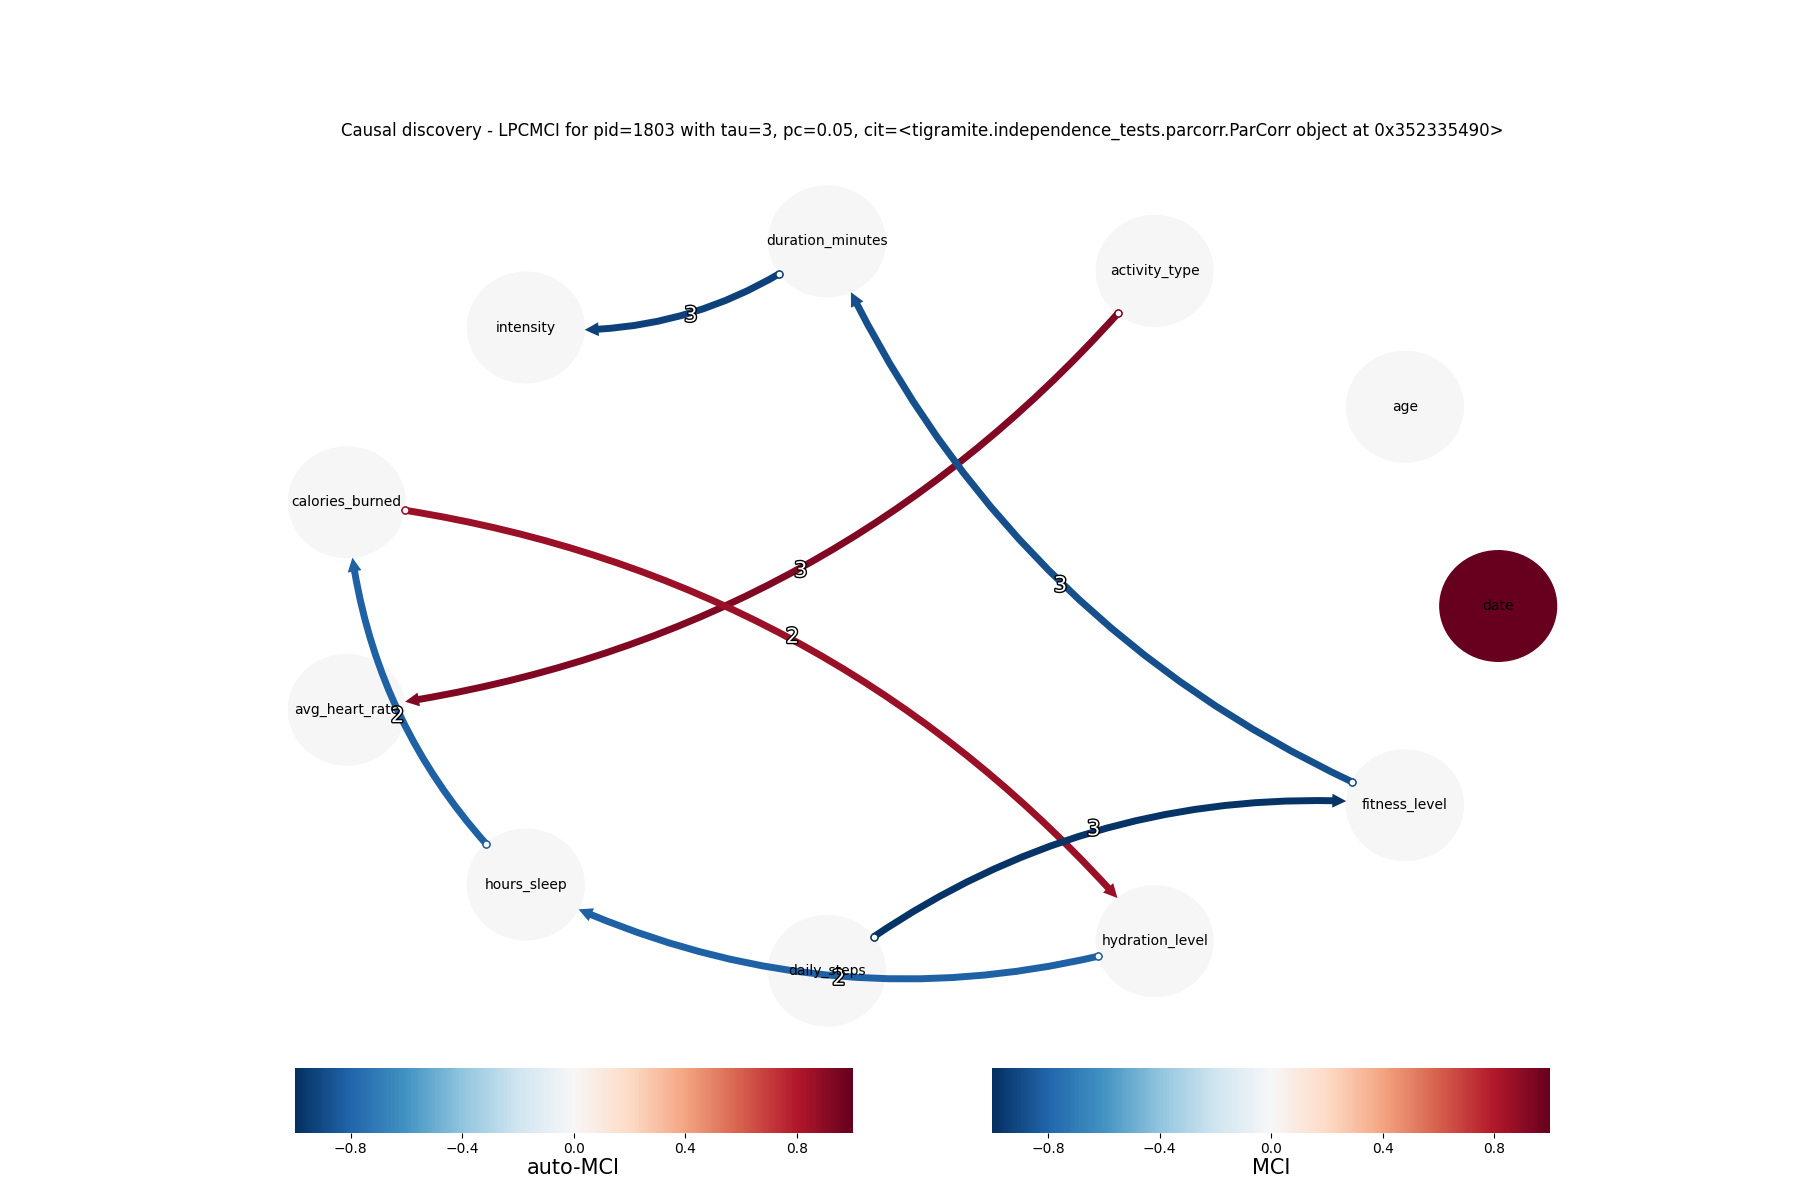 Causal discovery - LPCMCI for pid=1803 with tau=3, pc=0.05, cit=<tigramite.independence_tests.parcorr.ParCorr object at 0x352335490>
duration_minutes
activity_type
intensity
3
age
calories_burned
3
3
date
2
avg_heart_rate
2
fitness_level
3
hours_sleep
hydration_level
daily_steps
2
−0.8 −0.4 0.0 0.4 0.8
auto-MCI
−0.8 −0.4 0.0 0.4 0.8
MCI